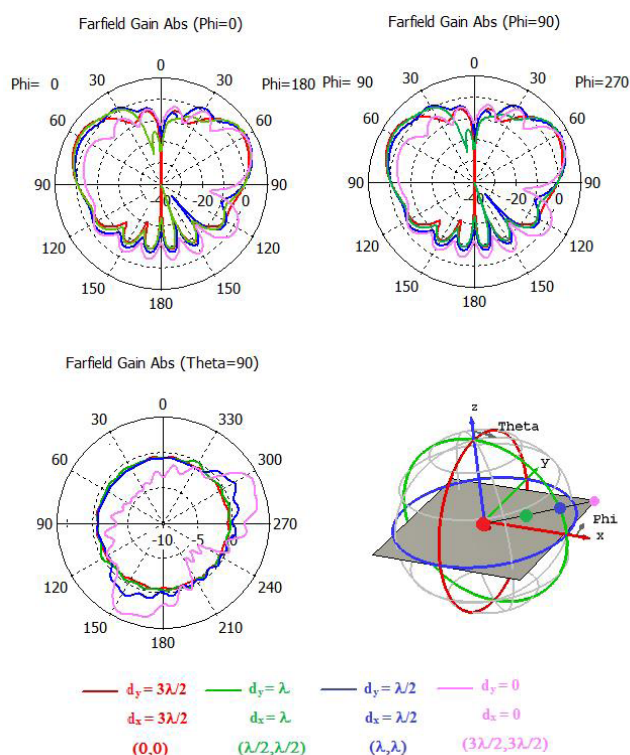 Farfield Gain Abs (Phi=0)
Farfield Gain Abs (Phi=90)
0
0
30
30
30
30
Phi= 0
Phi=180
Phi= 90
Phi=270
60
60
60
60
90
-40
-20
0
90
90
-40
-20
0
90
120
120
120
120
150
150
150
150
180
180
Farfield Gain Abs (Theta=90)
0
30
330
z
Theta
60
300
y
90
-10
-5
0
270
Phi
x
120
240
150
210
180
dy = 3λ/2
dy = λ
dy = λ/2
dy = 0
dx = 3λ/2
dx = λ
dx = λ/2
dx = 0
(0,0)
(λ/2,λ/2)
(λ,λ)
(3λ/2,3λ/2)